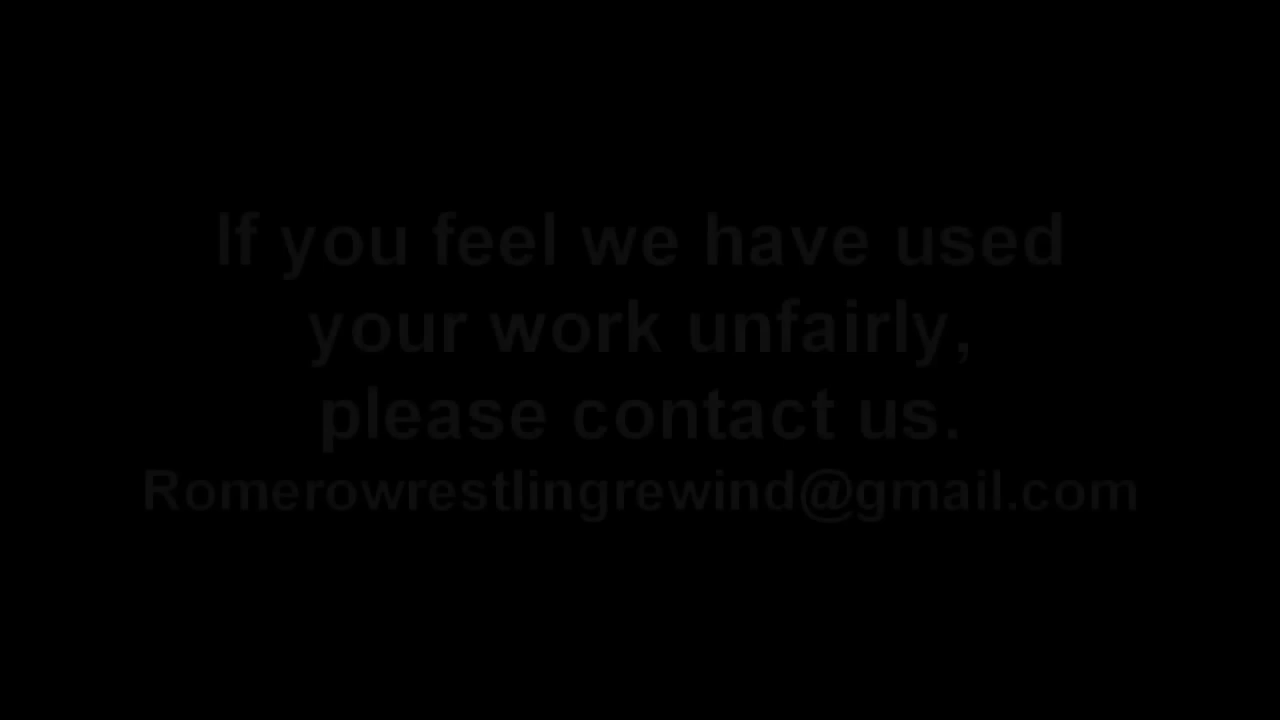 If you feel we have used
your work unfairly,
please contact us.
Romerowrestlingrewind@gmail.com